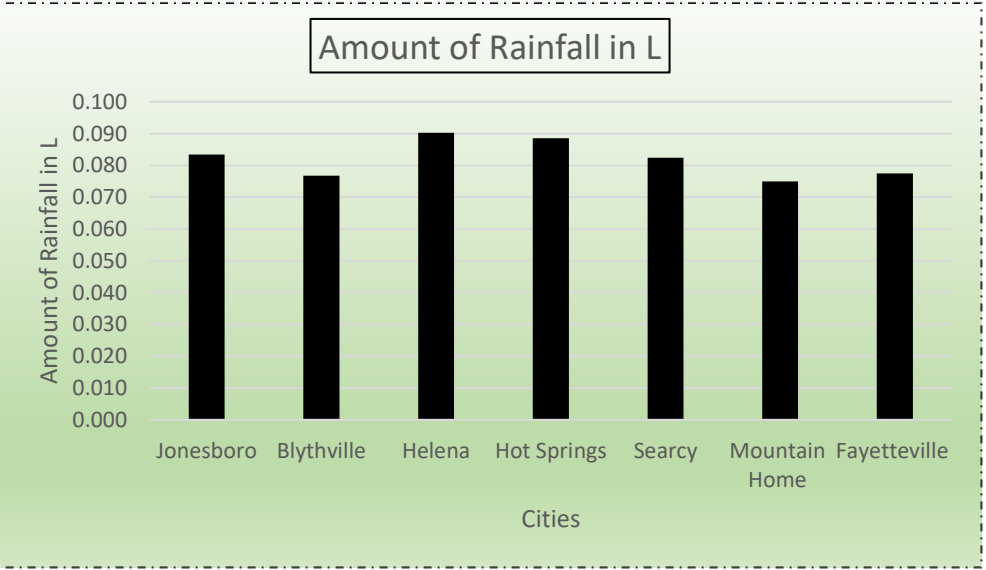 Amount of Rainfall in L
Amount of Rainfall in L
0.100
0.090
0.080
0.070
0.060
0.050
0.040
0.030
0.020
0.010
0.000
Jonesboro Blythville Helena Hot Springs Searcy Mountain Home Fayetteville
Cities